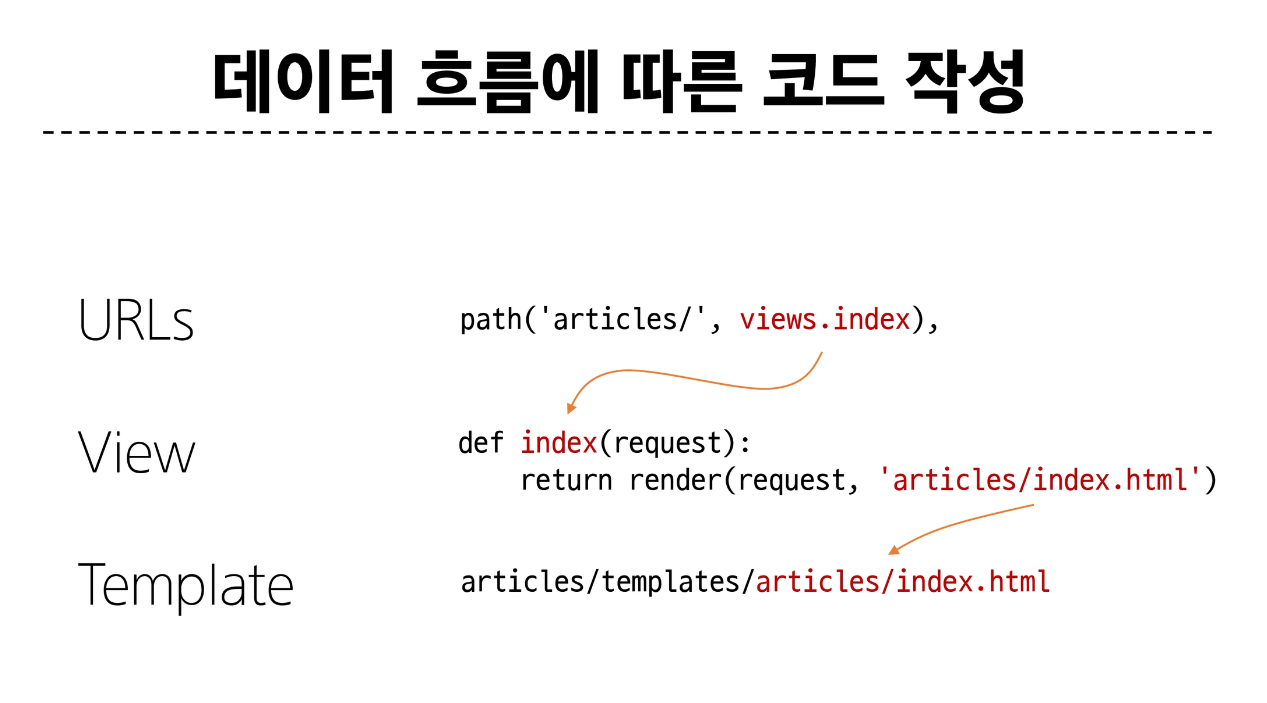 데이터 흐름에 따른 코드 작성
URLs
path('articles/', views.index),
View
def index(request):
    return render(request, 'articles/index.html')
Template
articles/templates/articles/index.html